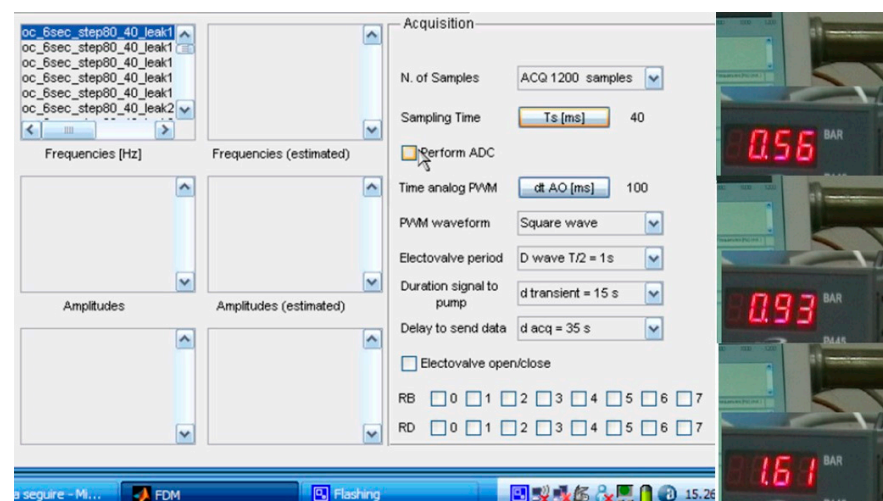 oc_6sec_step80_40_leak1
oc_6sec_step80_40_leak1
oc_6sec_step80_40_leak1
oc_6sec_step80_40_leak1
oc_6sec_step80_40_leak1
oc_6sec_step80_40_leak2
Frequencies [Hz]
Frequencies (estimated)
Amplitudes
Amplitudes (estimated)
Acquisition
N. of Samples ACQ 1200 samples
Sampling Time Ts [ms] 40
Perform ADC
Time analog PWM dt AO [ms] 100
PWM waveform Square wave
Electovalve period D wave T/2 = 1s
Duration signal to
pump
d transient = 15 s
Delay to send data d acq = 35 s
Electovalve open/close
RB 0 1 2 3 4 5 6 7
RD 0 1 2 3 4 5 6 7
a seguire - Mi...
FDM
Flashing
15.26
0.56 BAR
0.93 BAR
1.61 BAR